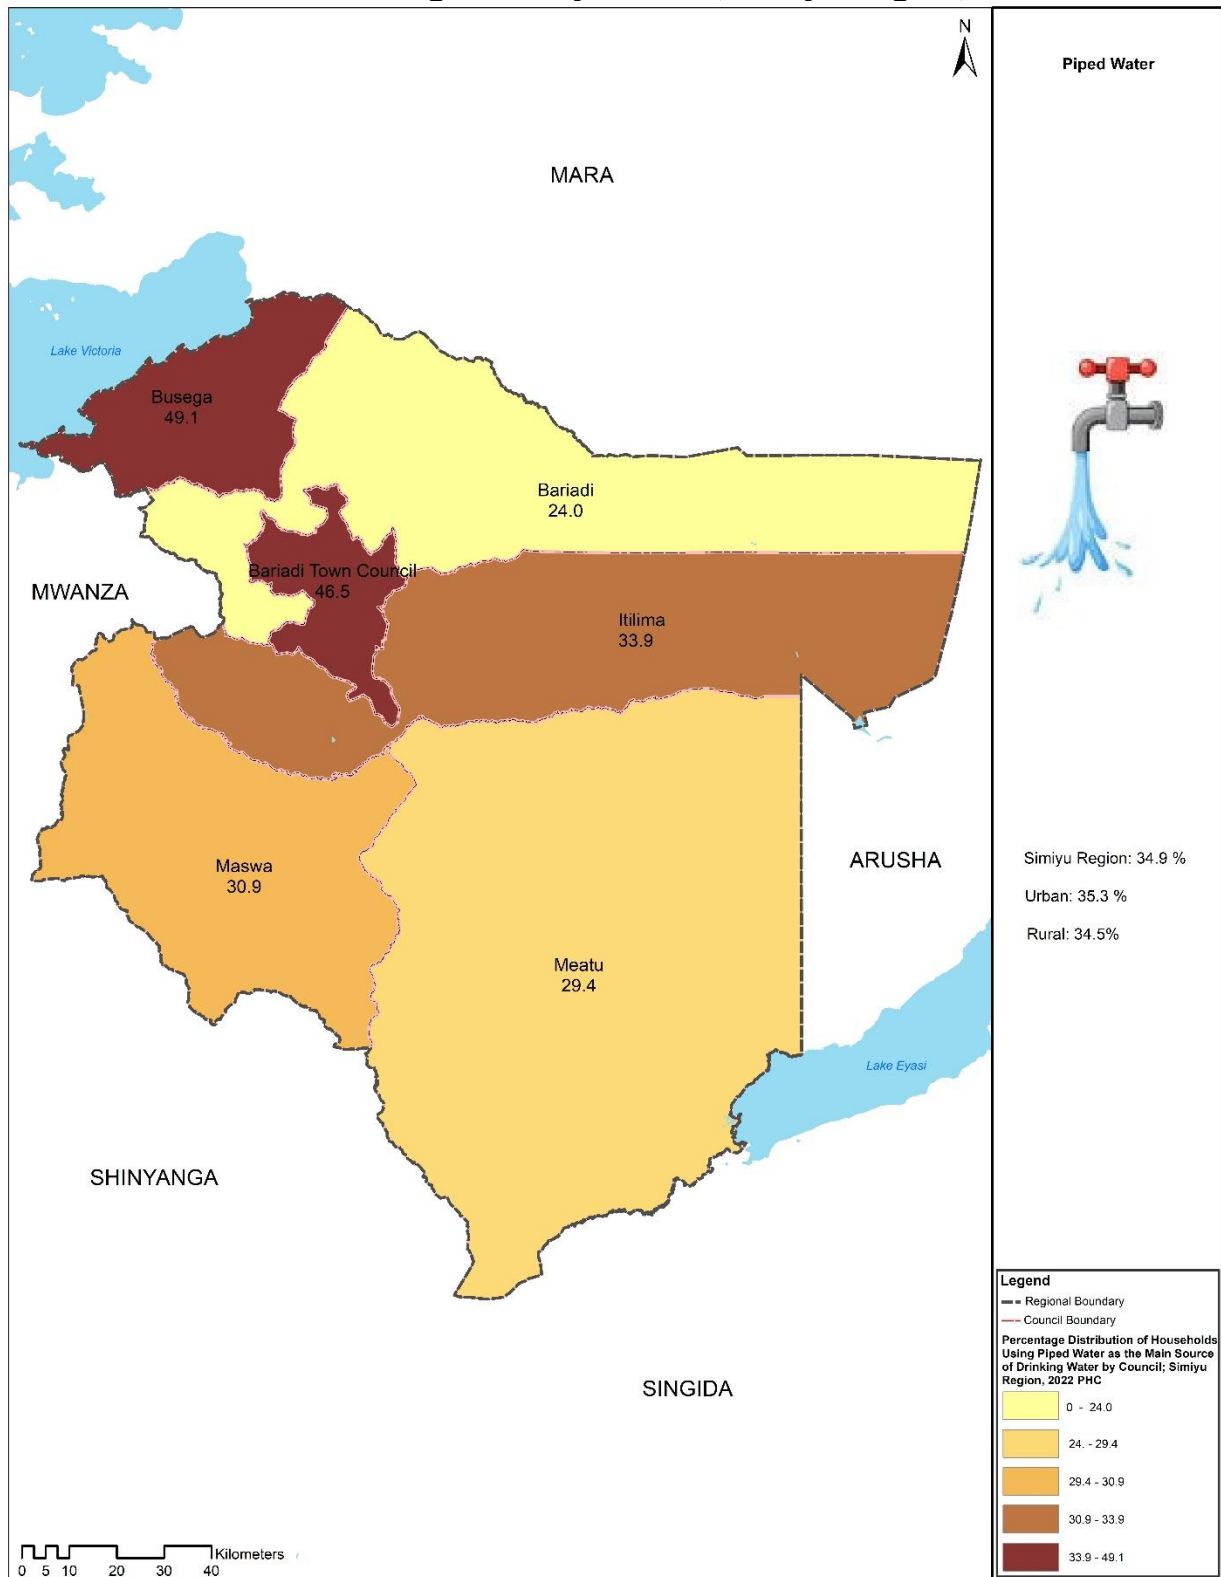 N
Piped Water
MARA
Lake Victoria
Busega
49.1
Bariadi
24.0
Bariadi Town Council
46.5
MWANZA
Itilima
33.9
Maswa
30.9
ARUSHA
Simiyu Region: 34.9 %
Urban: 35.3 %
Rural: 34.5%
Meatu
29.4
Lake Eyasi
SHINYANGA
SINGIDA
Legend
Regional Boundary
Council Boundary
Percentage Distribution of Households
Using Piped Water as the Main Source
of Drinking Water by Council; Simiyu
Region, 2022 PHC
0 - 24.0
24. - 29.4
29.4 - 30.9
30.9 - 33.9
33.9 - 49.1
Kilometers
0 5 10 20 30 40